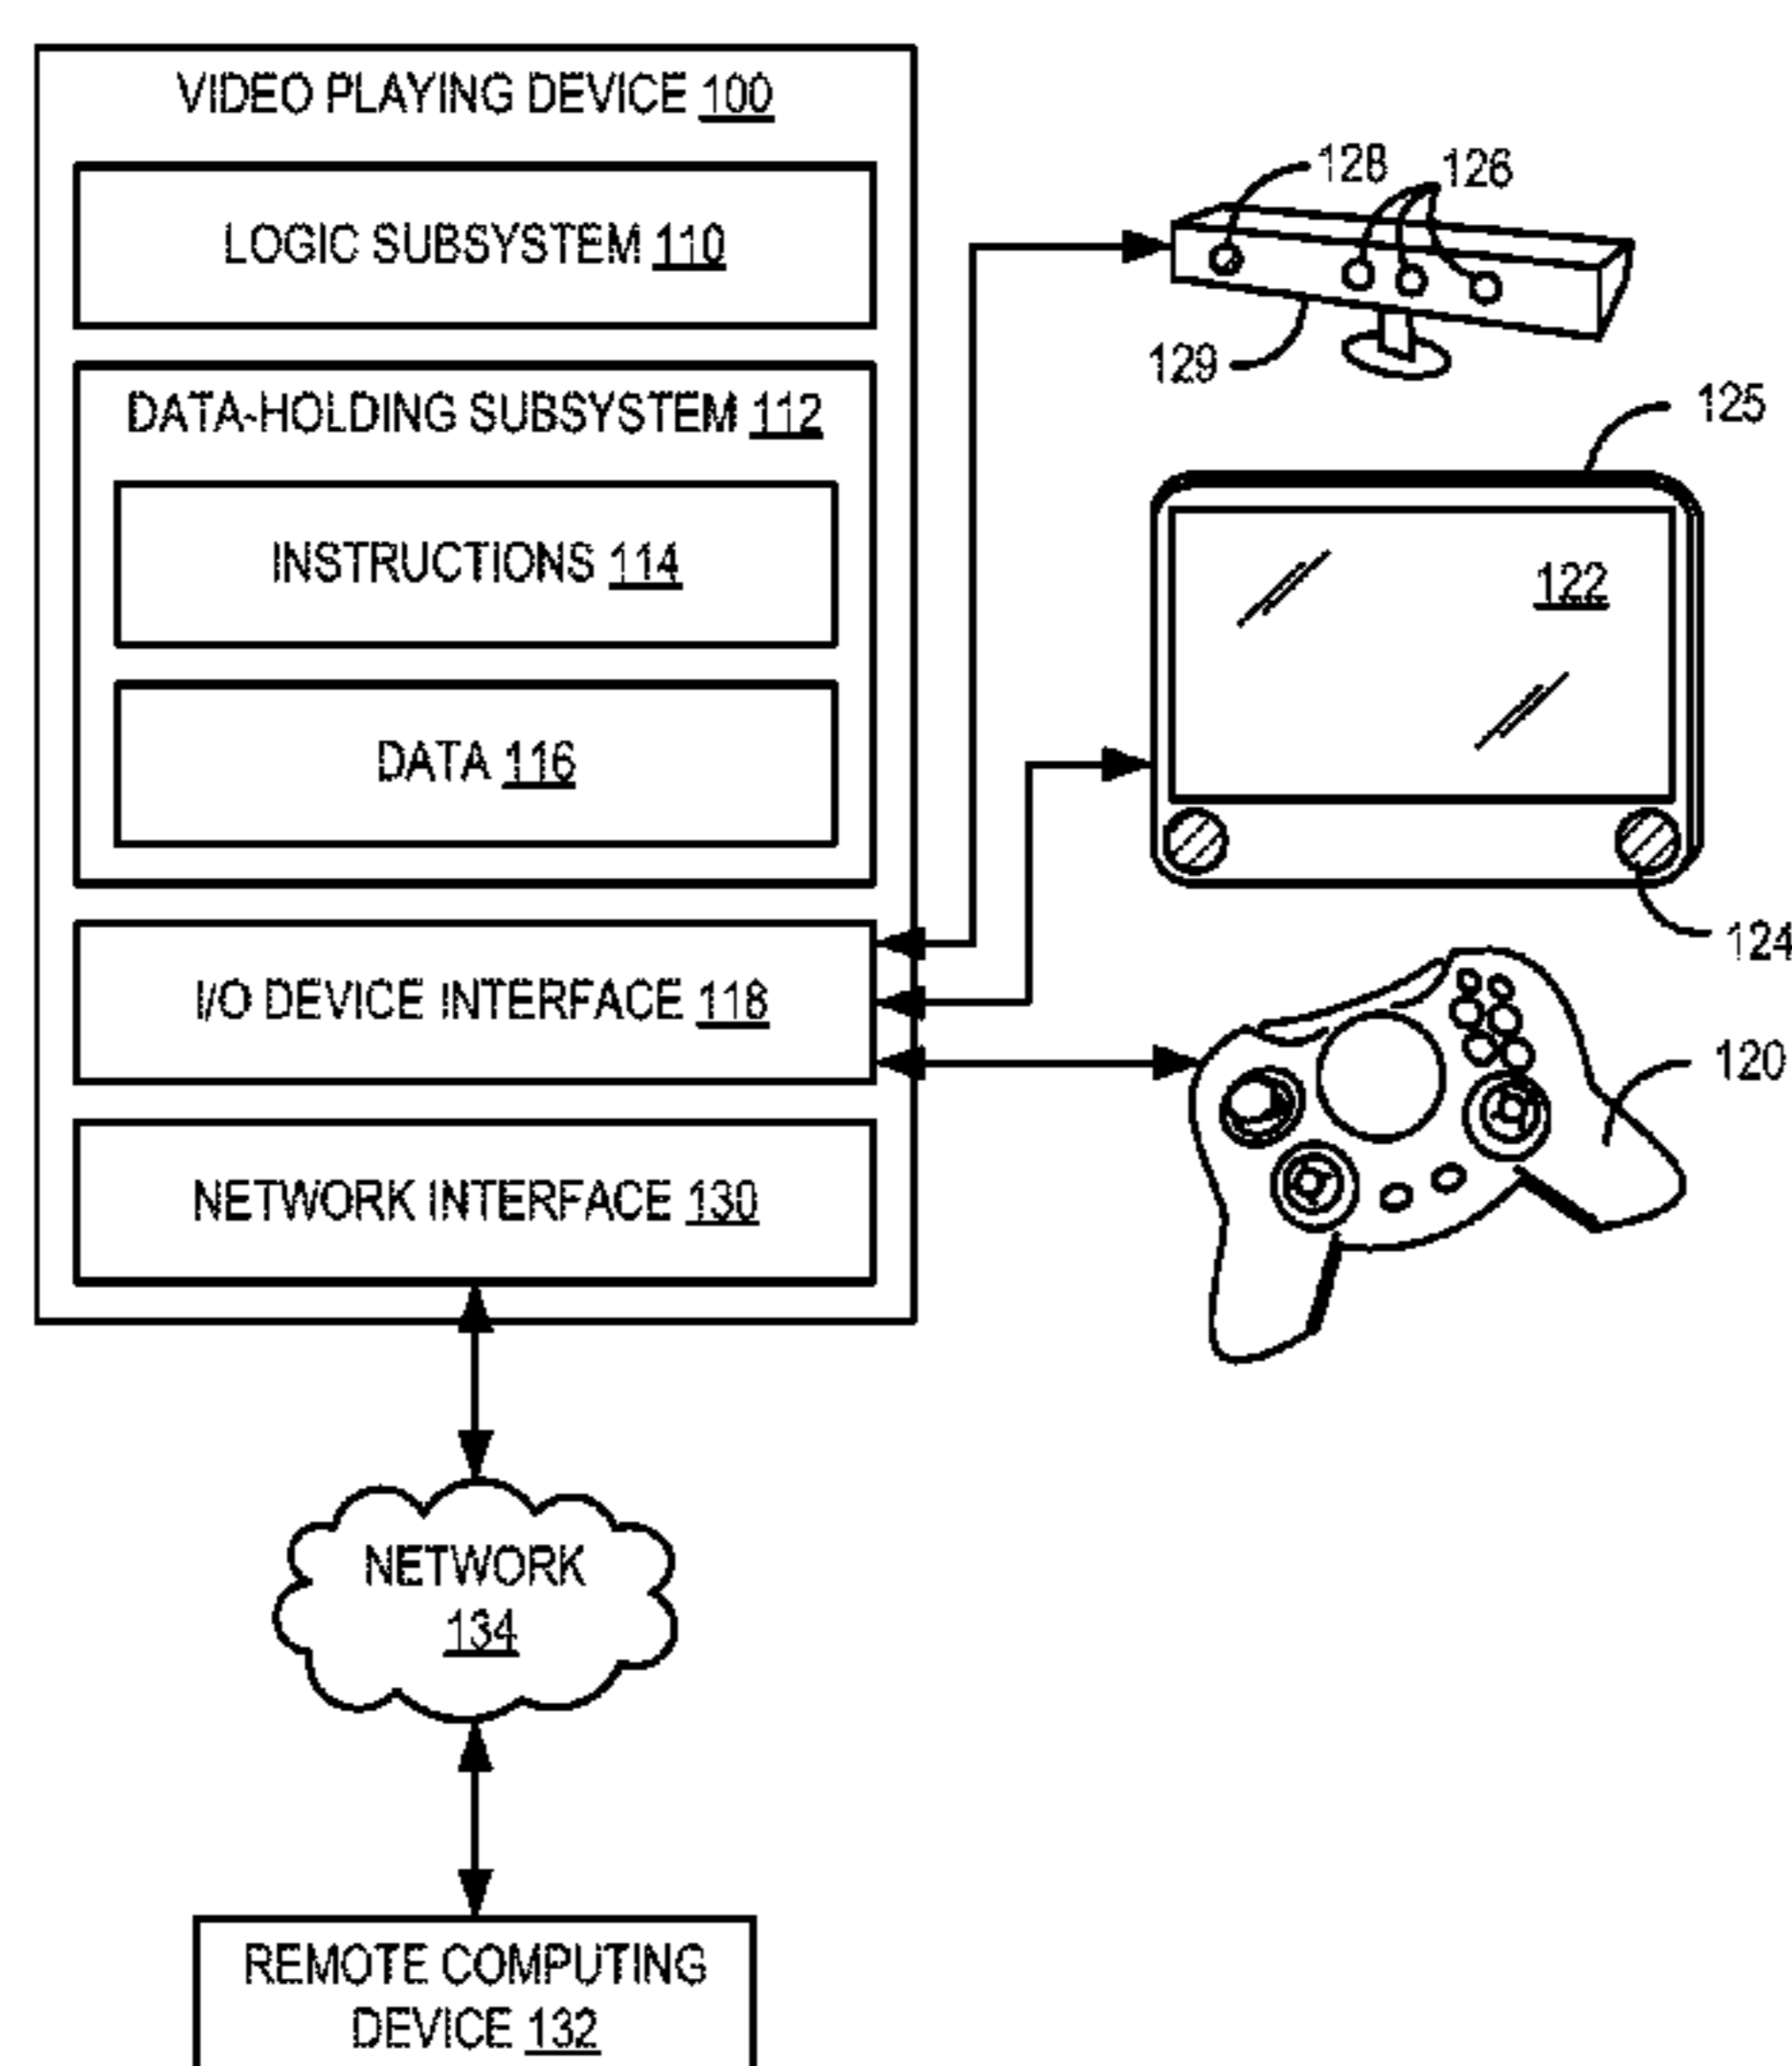 VIDEO PLAYING DEVICE 100
LOGIC SUBSYSTEM 110
DATA-HOLDING SUBSYSTEM 112
INSTRUCTIONS 114
DATA 116
I/O DEVICE INTERFACE 118
NETWORK INTERFACE 130
NETWORK
134
REMOTE COMPUTING
DEVICE 132
128
126
129
125
122
124
120